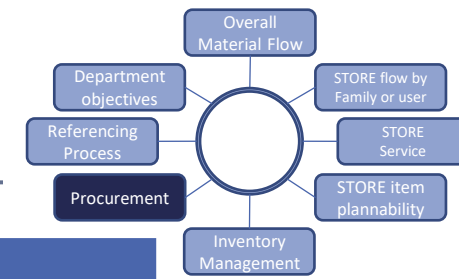 Overall
Material Flow
Department
objectives
STORE flow by
Family or user
Referencing
Process
STORE
Service
Procurement
STORE item
plannability
Inventory
Management